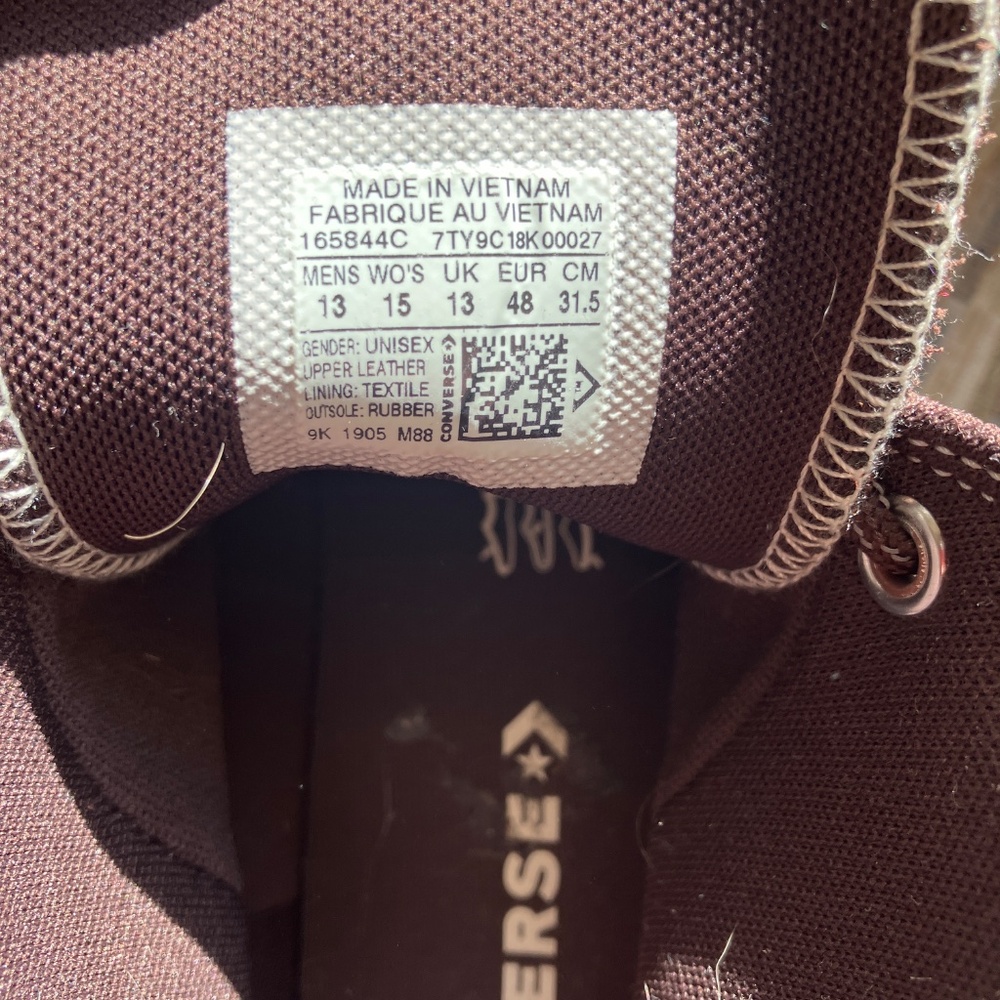 MADE IN VIETNAM
FABRIQUE AU VIETNAM
165844C 7TY9C18K00027
MENS WO'S UK EUR CM
13 15 13 48 31.5
GENDER: UNISEX
UPPER LEATHER
LINING: TEXTILE
OUTSOLE: RUBBER
9K 1905 M88
CONVERSE
TM
ERSE